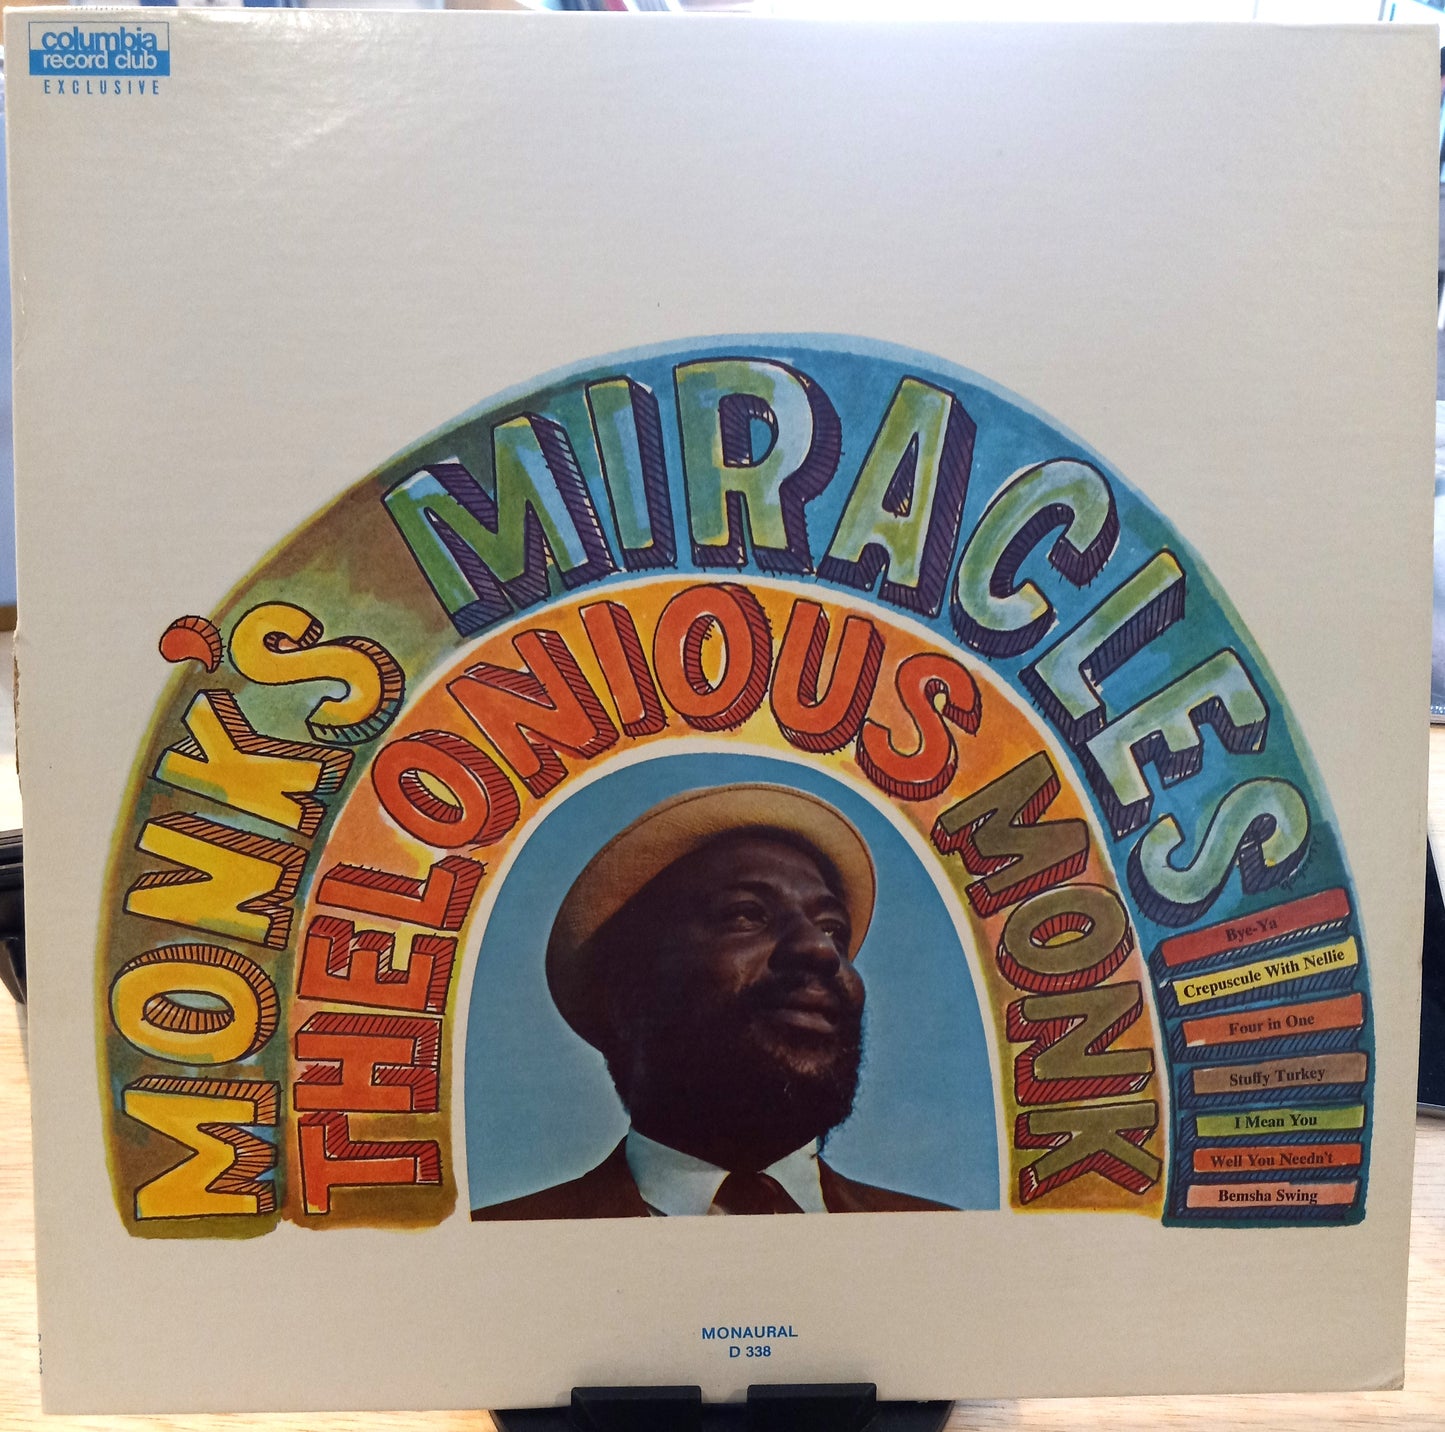 columbia
record club
EXCLUSIVE
MONK'S MIRACLES
THELONIOUS MONK
Bye-Ya
Crepuscule With Nellie
Four in One
Stuffy Turkey
I Mean You
Well You Needn't
Bemsha Swing
MONAURAL
D 338